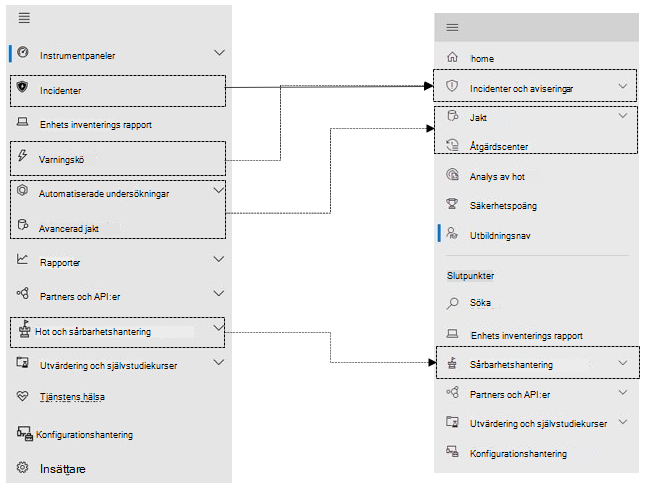 Instrumentpaneler
Incidenter
Enhets inventerings rapport
Varningskö
Automatiserade undersökningar
Avancerad jakt
Rapporter
Partners och API:er
Hot och sårbarhetshantering
Utvärdering och självstudiekurser
Tjänstens hälsa
Konfigurationshantering
Insättare
home
Incidenter och aviseringar
Jakt
Åtgärdscenter
Analys av hot
Säkerhetspoäng
Utbildningsnav
Slutpunkter
Söka
Enhets inventerings rapport
Sårbarhetshantering
Partners och API:er
Utvärdering och självstudiekurser
Konfigurationshantering